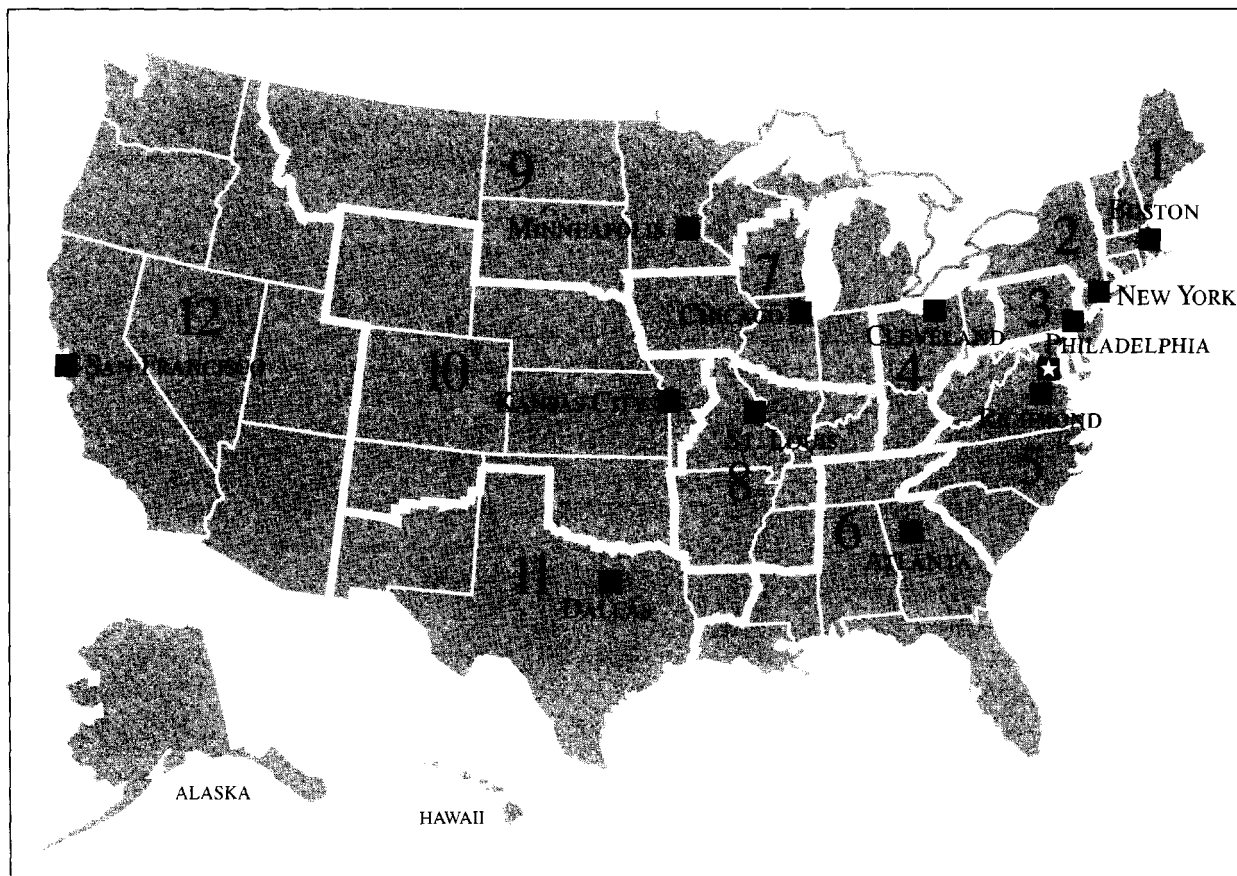 1
BOSTON
9
MINNEAPOLIS
2
7
NEW YORK
12
CHICAGO
3
CLEVELAND
PHILADELPHIA
SAN FRANCISCO
10
4
KANSAS CITY
RICHMOND
ST. LOUIS
8
5
6
ATLANTA
11
DALLAS
ALASKA
HAWAII